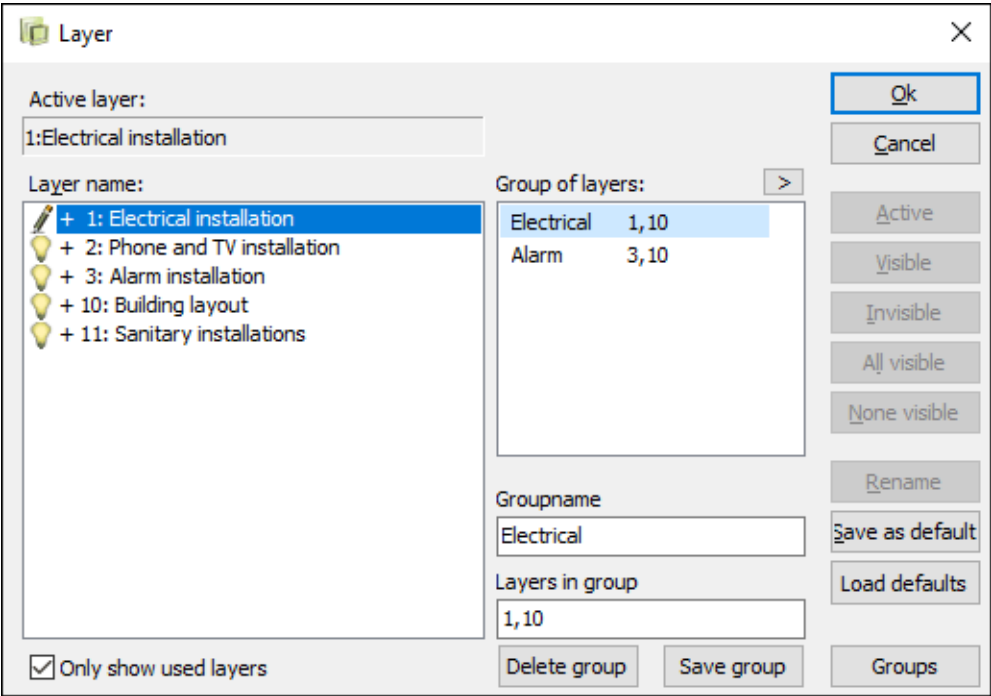 Layer
Active layer:
1:Electrical installation
Layer name:
+ 1: Electrical installation
+ 2: Phone and TV installation
+ 3: Alarm installation
+ 10: Building layout
+ 11: Sanitary installations
Only show used layers
Group of layers:
>
Electrical 1,10
Alarm 3,10
Groupname
Electrical
Layers in group
1,10
Delete group
Save group
Ok
Cancel
Active
Visible
Invisible
All visible
None visible
Rename
Save as default
Load defaults
Groups